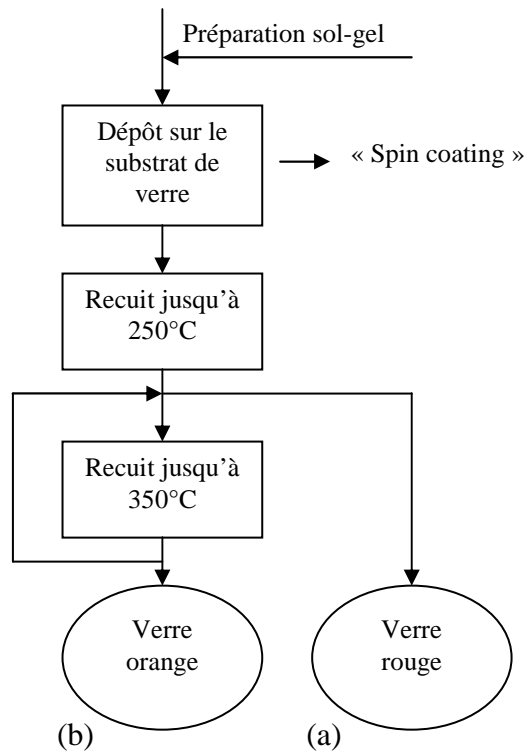 Préparation sol-gel
Dépôt sur le
substrat de
verre
« Spin coating »
Recuit jusqu’à
250°C
Recuit jusqu’à
350°C
Verre
orange
Verre
rouge
(b)
(a)